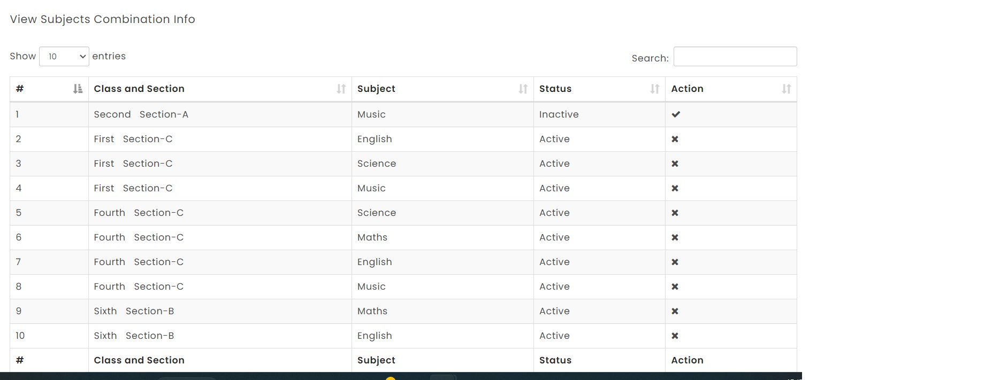 View Subjects Combination Info
Show 10 entries
Search:
# Class and Section Subject Status Action
1 Second Section-A Music Inactive
2 First Section-C English Active
3 First Section-C Science Active
4 First Section-C Music Active
5 Fourth Section-C Science Active
6 Fourth Section-C Maths Active
7 Fourth Section-C English Active
8 Fourth Section-C Music Active
9 Sixth Section-B Maths Active
10 Sixth Section-B English Active
# Class and Section Subject Status Action